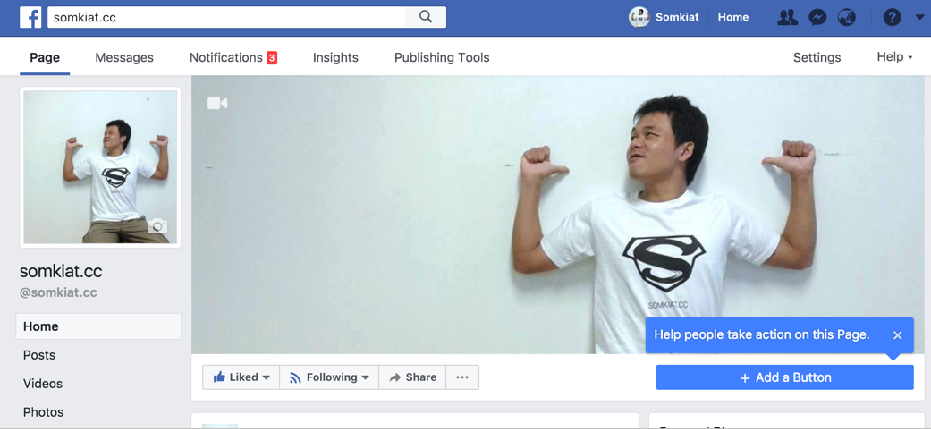 somkiat.cc
Somkiat Home
Page Messages Notifications 3 Insights Publishing Tools Settings Help
S
SOMKIAT.CC
somkiat.cc
@somkiat.cc
Home
Posts
Videos
Photos
Help people take action on this Page.
Liked Following Share ...
+ Add a Button